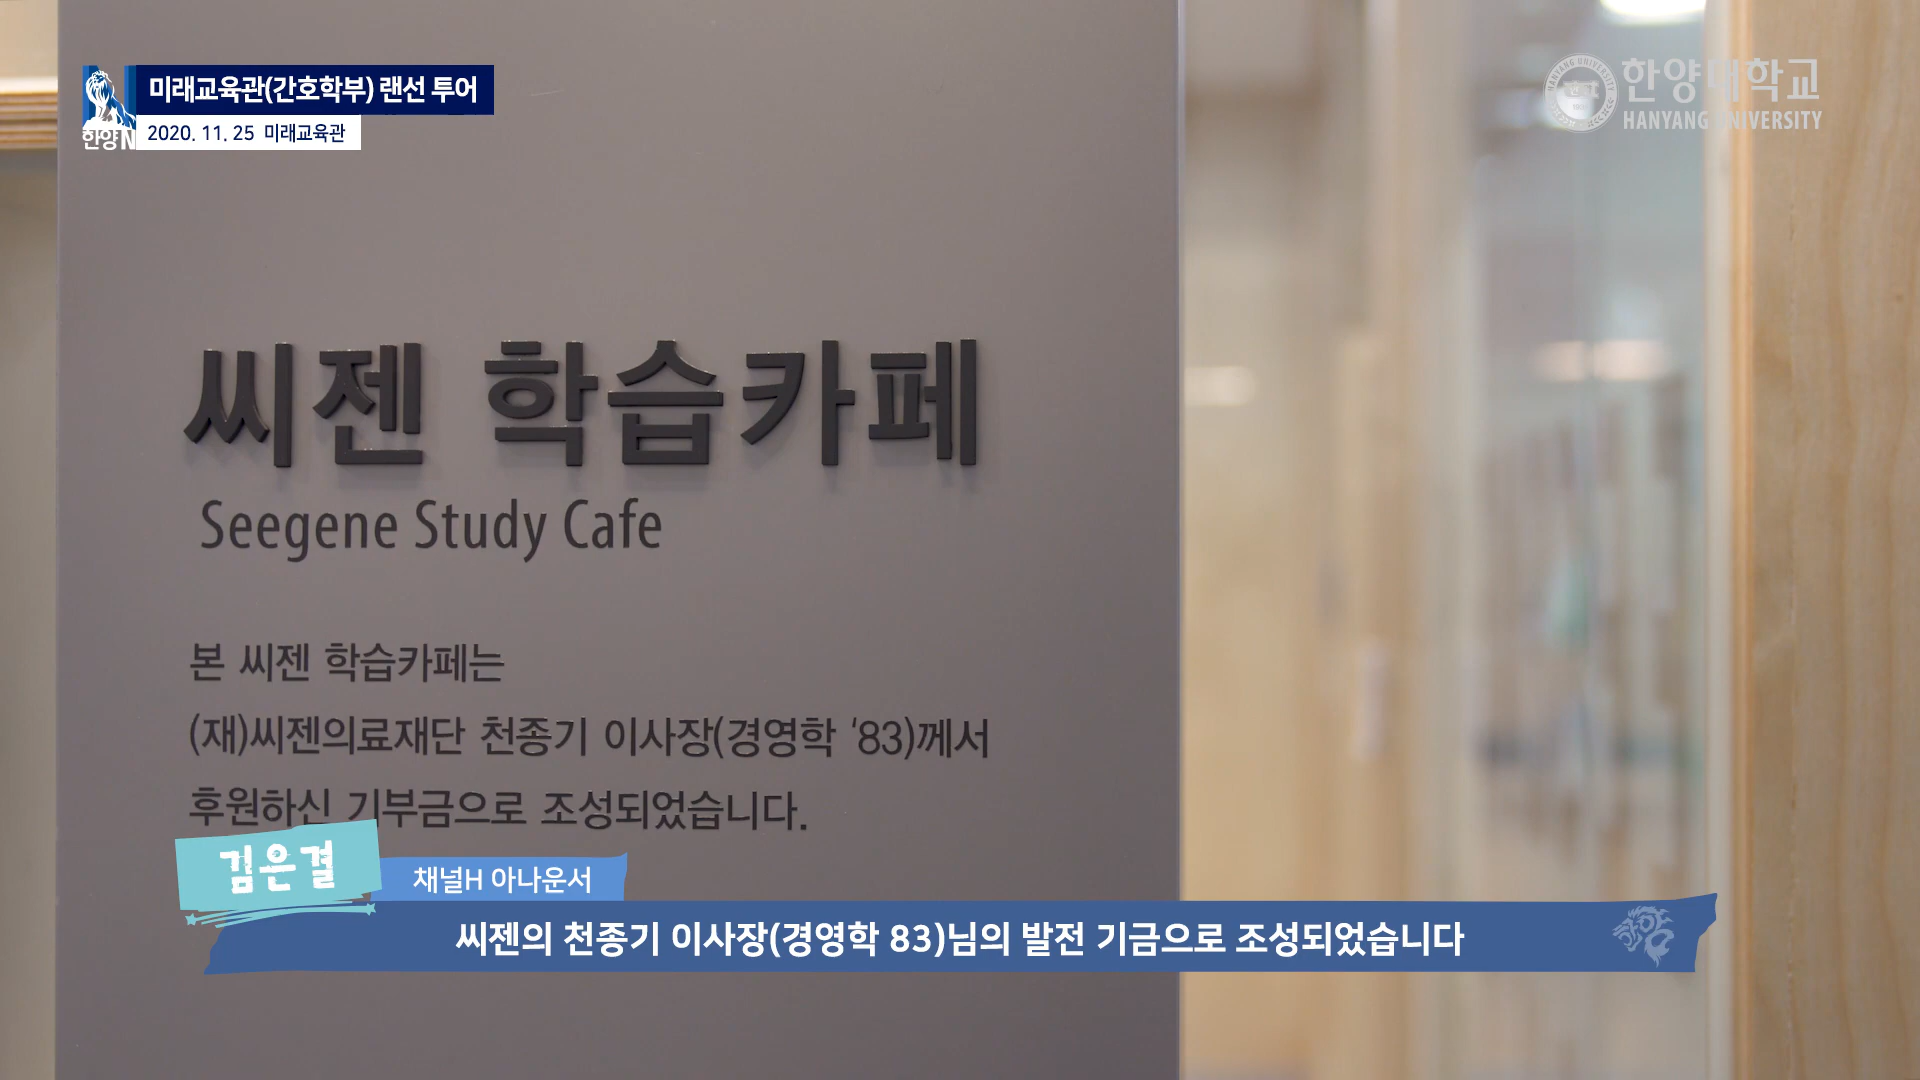 미래교육관(간호학부) 랜선 투어
한양N
2020. 11. 25 미래교육관
한양대학교
HANYANG UNIVERSITY
씨젠 학습카페
Seegene Study Cafe
본 씨젠 학습카페는
(재)씨젠의료재단 천종기 이사장(경영학 '83)께서
후원하신 기부금으로 조성되었습니다.
김은결
채널H 아나운서
씨젠의 천종기 이사장(경영학 83)님의 발전 기금으로 조성되었습니다
한양